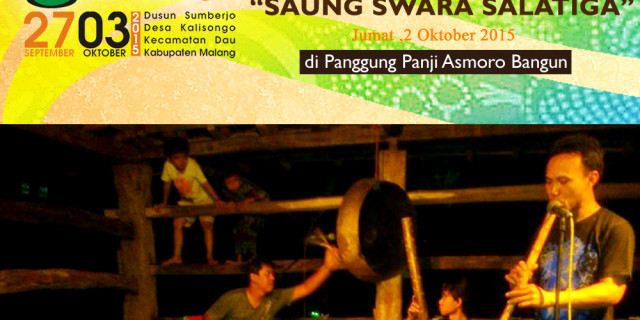 27 03 2015
SEPTEMBER OKTOBER
Dusun Sumberjo
Desa Kalisongo
Kecamatan Dau
Kabupaten Malang
"SAUNG SWARA SALATIGA"
Jumat ,2 Oktober 2015
di Panggung Panji Asmoro Bangun